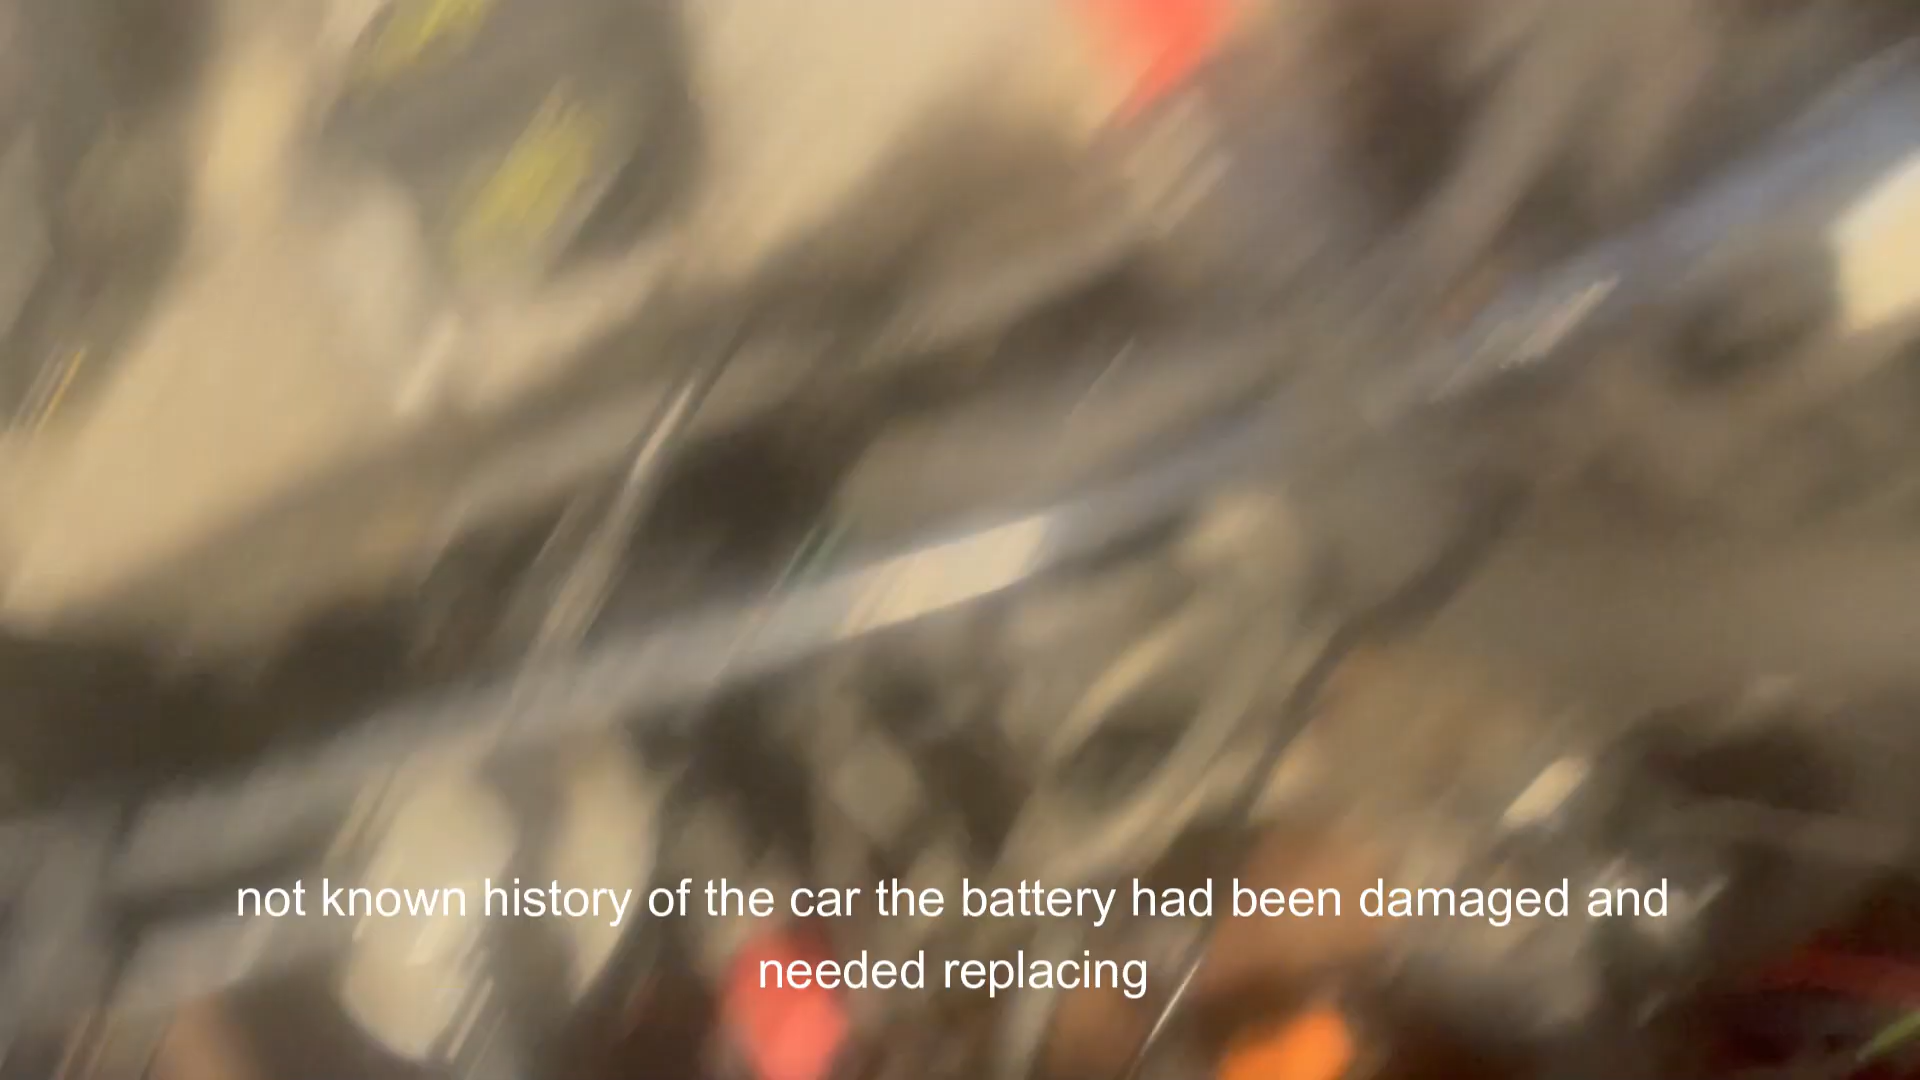 not known history of the car the battery had been damaged and
needed replacing